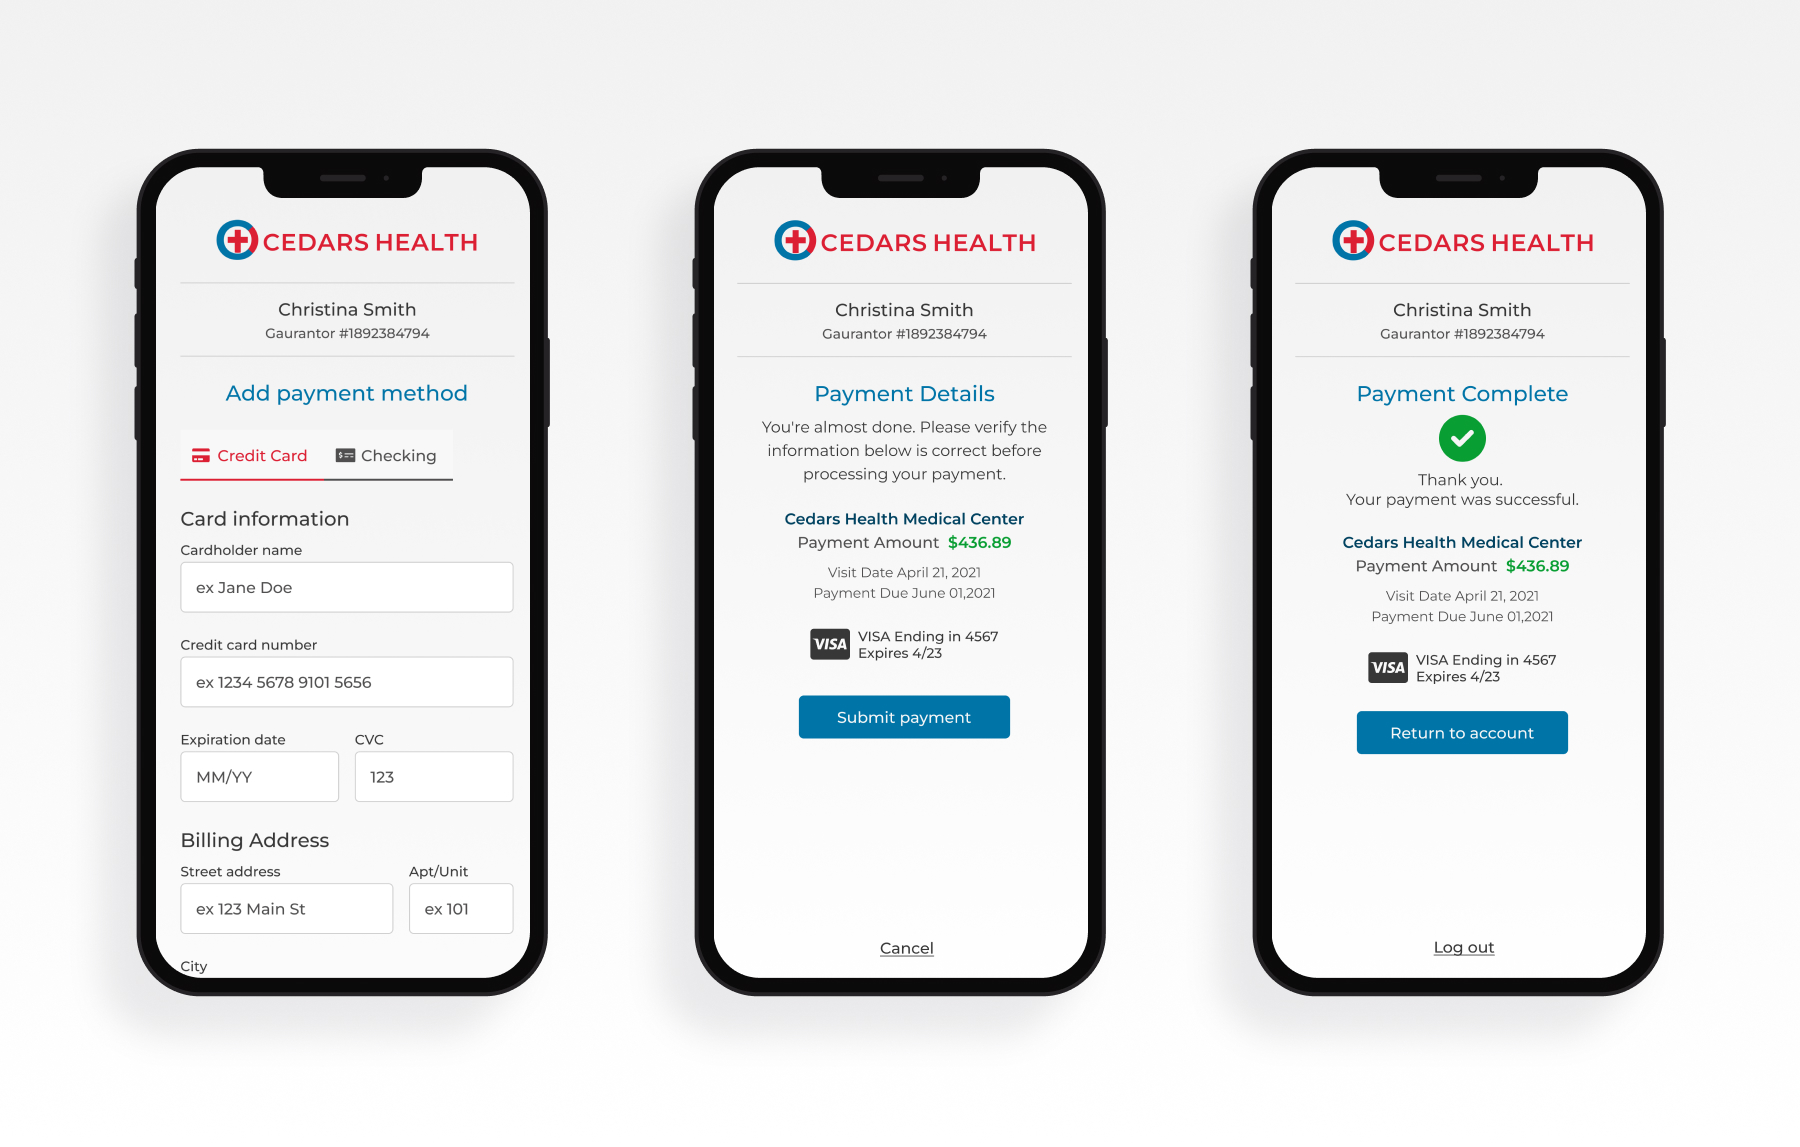 CEDARS HEALTH
Christina Smith
Gaurantor #1892384794
Add payment method
Credit Card
Checking
Card information
Cardholder name
ex Jane Doe
Credit card number
ex 1234 5678 9101 5656
Expiration date
CVC
MM/YY
123
Billing Address
Street address
Apt/Unit
ex 123 Main St
ex 101
City
CEDARS HEALTH
Christina Smith
Gaurantor #1892384794
Payment Details
You're almost done. Please verify the
information below is correct before
processing your payment.
Cedars Health Medical Center
Payment Amount $436.89
Visit Date April 21, 2021
Payment Due June 01,2021
VISA
VISA Ending in 4567
Expires 4/23
Submit payment
Cancel
CEDARS HEALTH
Christina Smith
Gaurantor #1892384794
Payment Complete
Thank you.
Your payment was successful.
Cedars Health Medical Center
Payment Amount $436.89
Visit Date April 21, 2021
Payment Due June 01,2021
VISA
VISA Ending in 4567
Expires 4/23
Return to account
Log out